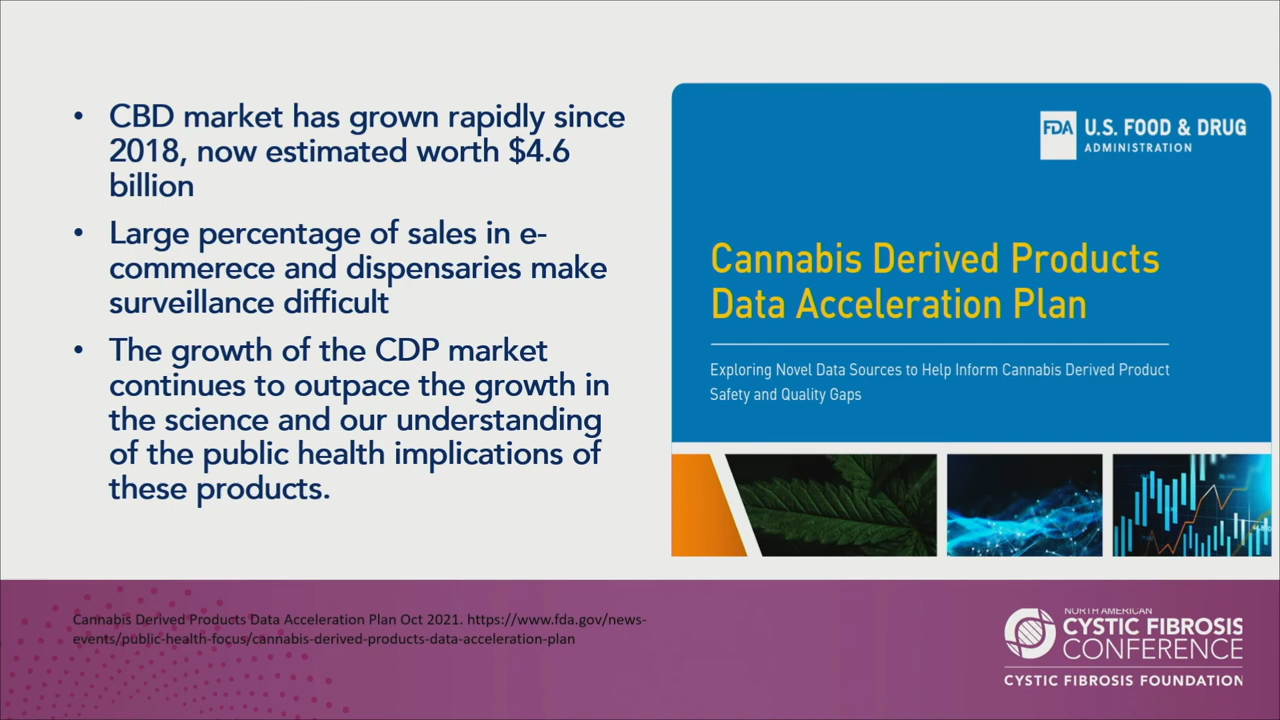 • CBD market has grown rapidly since
2018, now estimated worth $4.6
billion
• Large percentage of sales in e-
commerece and dispensaries make
surveillance difficult
• The growth of the CDP market
continues to outpace the growth in
the science and our understanding
of the public health implications of
these products.
FDA U.S. FOOD & DRUG
ADMINISTRATION
Cannabis Derived Products
Data Acceleration Plan
Exploring Novel Data Sources to Help Inform Cannabis Derived Product
Safety and Quality Gaps
Cannabis Derived Products Data Acceleration Plan Oct 2021. https://www.fda.gov/news-
events/public-health-focus/cannabis-derived-products-data-acceleration-plan
NORTH AMERICAN
CYSTIC FIBROSIS
CONFERENCE
CYSTIC FIBROSIS FOUNDATION